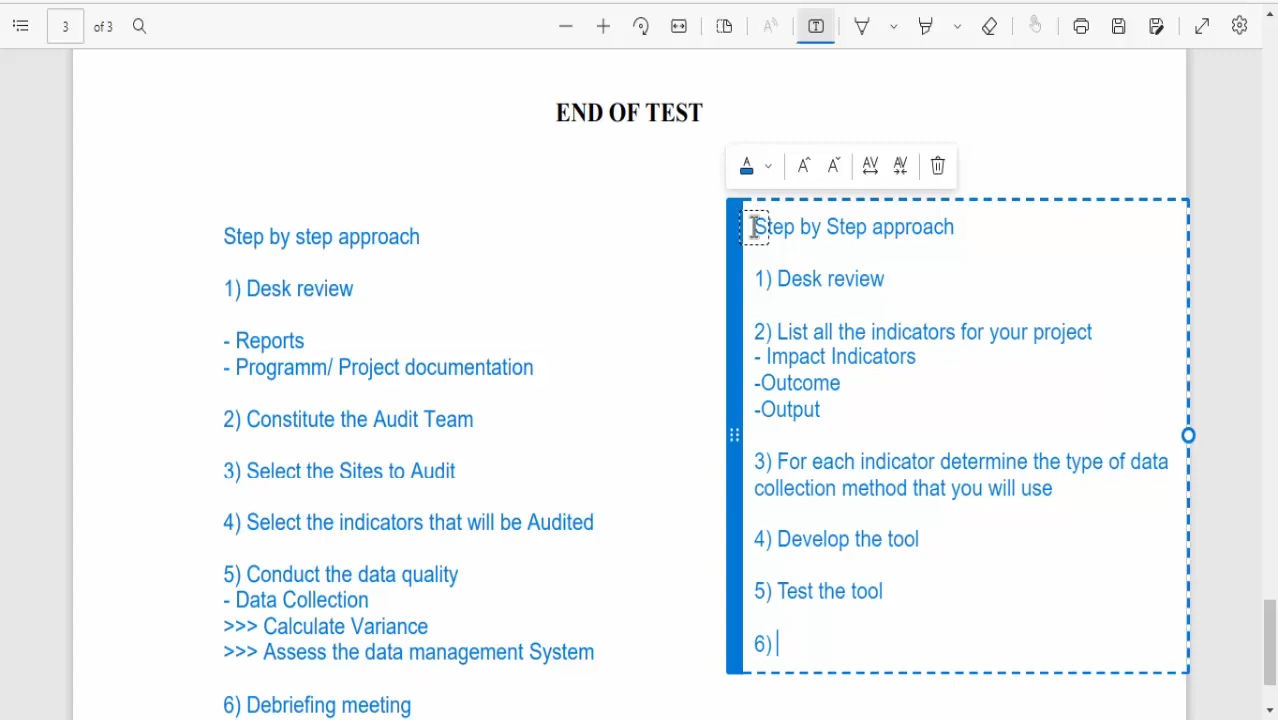 3 of 3
END OF TEST
Step by step approach
1) Desk review
- Reports
- Programm/ Project documentation
2) Constitute the Audit Team
3) Select the Sites to Audit
4) Select the indicators that will be Audited
5) Conduct the data quality
- Data Collection
>>> Calculate Variance
>>> Assess the data management System
6) Debriefing meeting
Step by Step approach
1) Desk review
2) List all the indicators for your project
- Impact Indicators
-Outcome
-Output
3) For each indicator determine the type of data
collection method that you will use
4) Develop the tool
5) Test the tool
6)